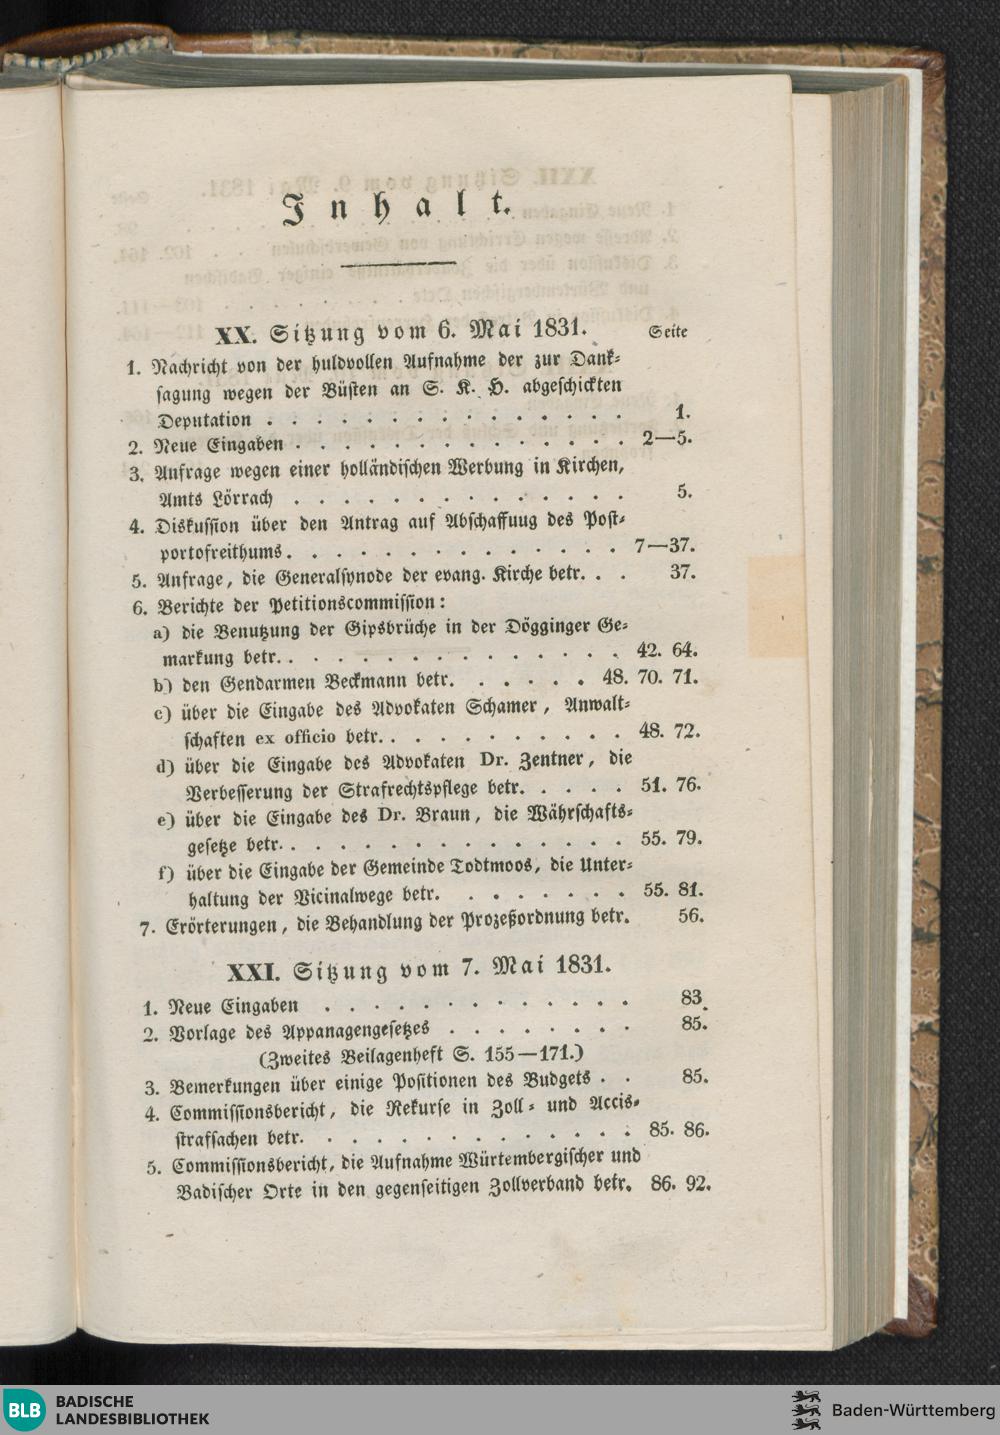 Inhalt.
XX. Sitzung vom 6. Mai 1831. Seite
1. Nachricht von der huldvollen Aufnahme der zur Dank-
sagung wegen der Büsten an S. K. H. abgeschickten
Deputation . . . . . . . . . . . . . . . 1.
2. Neue Eingaben . . . . . . . . . . . . . . 2—5.
3. Anfrage wegen einer holländischen Werbung in Kirchen,
Amts Lörrach . . . . . . . . . . . . . 5.
4. Diskussion über den Antrag auf Abschaffuug des Post-
portofreithums. . . . . . . . . . . . . . 7—37.
5. Anfrage, die Generalsynode der evang. Kirche betr. . . 37.
6. Berichte der Petitionscommission:
a) die Benutzung der Gipsbrüche in der Dögginger Ge-
markung betr. . . . . . . . . . . . . . 42. 64.
b) den Gendarmen Beckmann betr. . . . . . 48. 70. 71.
c) über die Eingabe des Advokaten Schamer, Anwalt-
schaften ex officio betr. . . . . . . . . . . 48. 72.
d) über die Eingabe des Advokaten Dr. Zentner, die
Verbesserung der Strafrechtspflege betr. . . . . 51. 76.
e) über die Eingabe des Dr. Braun, die Währschafts-
gesetze betr. . . . . . . . . . . . . . . 55. 79.
f) über die Eingabe der Gemeinde Todtmoos, die Unter-
haltung der Vicinalwege betr. . . . . . . . 55. 81.
7. Erörterungen, die Behandlung der Prozeßordnung betr. 56.
XXI. Sitzung vom 7. Mai 1831.
1. Neue Eingaben . . . . . . . . . . . . . 83.
2. Vorlage des Appanagengesetzes . . . . . . . . 85.
(Zweites Beilagenheft S. 155—171.)
3. Bemerkungen über einige Positionen des Budgets . . 85.
4. Commissionsbericht, die Rekurse in Zoll- und Accis-
strafsachen betr. . . . . . . . . . . . . . 85. 86.
5. Commissionsbericht, die Aufnahme Würtembergischer und
Badischer Orte in den gegenseitigen Zollverband betr. 86. 92.
BLB BADISCHE
LANDESBIBLIOTHEK
Baden-Württemberg